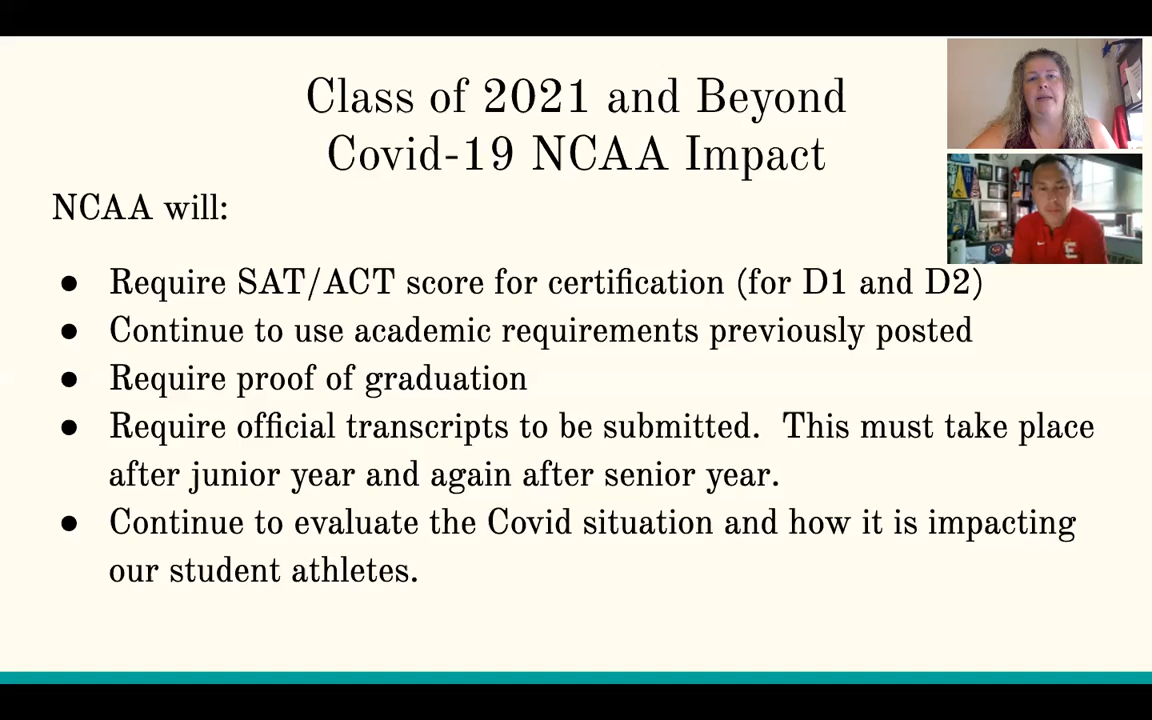 Class of 2021 and Beyond
Covid-19 NCAA Impact
NCAA will:
● Require SAT/ACT score for certification (for D1 and D2)
● Continue to use academic requirements previously posted
● Require proof of graduation
● Require official transcripts to be submitted.  This must take place
after junior year and again after senior year.
● Continue to evaluate the Covid situation and how it is impacting
our student athletes.
E